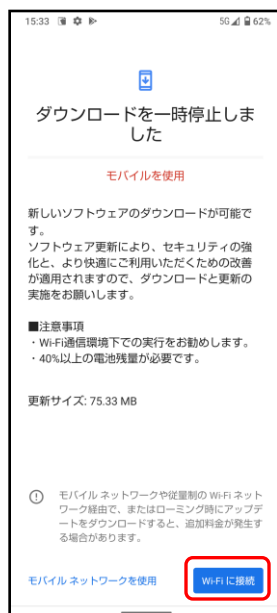 15:33 5G 62%
ダウンロードを一時停止しま
した
モバイルを使用
新しいソフトウェアのダウンロードが可能で
す。
ソフトウェア更新により、セキュリティの強
化と、より快適にご利用いただくための改善
が適用されますので、ダウンロードと更新の
実施をお願いします。
■注意事項
・Wi-Fi通信環境下での実行をお勧めします。
・40%以上の電池残量が必要です。
更新サイズ: 75.33 MB
モバイル ネットワークや従量制の Wi-Fi ネット
ワーク経由で、またはローミング時にアップデ
ートをダウンロードすると、追加料金が発生す
る場合があります。
モバイル ネットワークを使用 Wi-Fi に接続